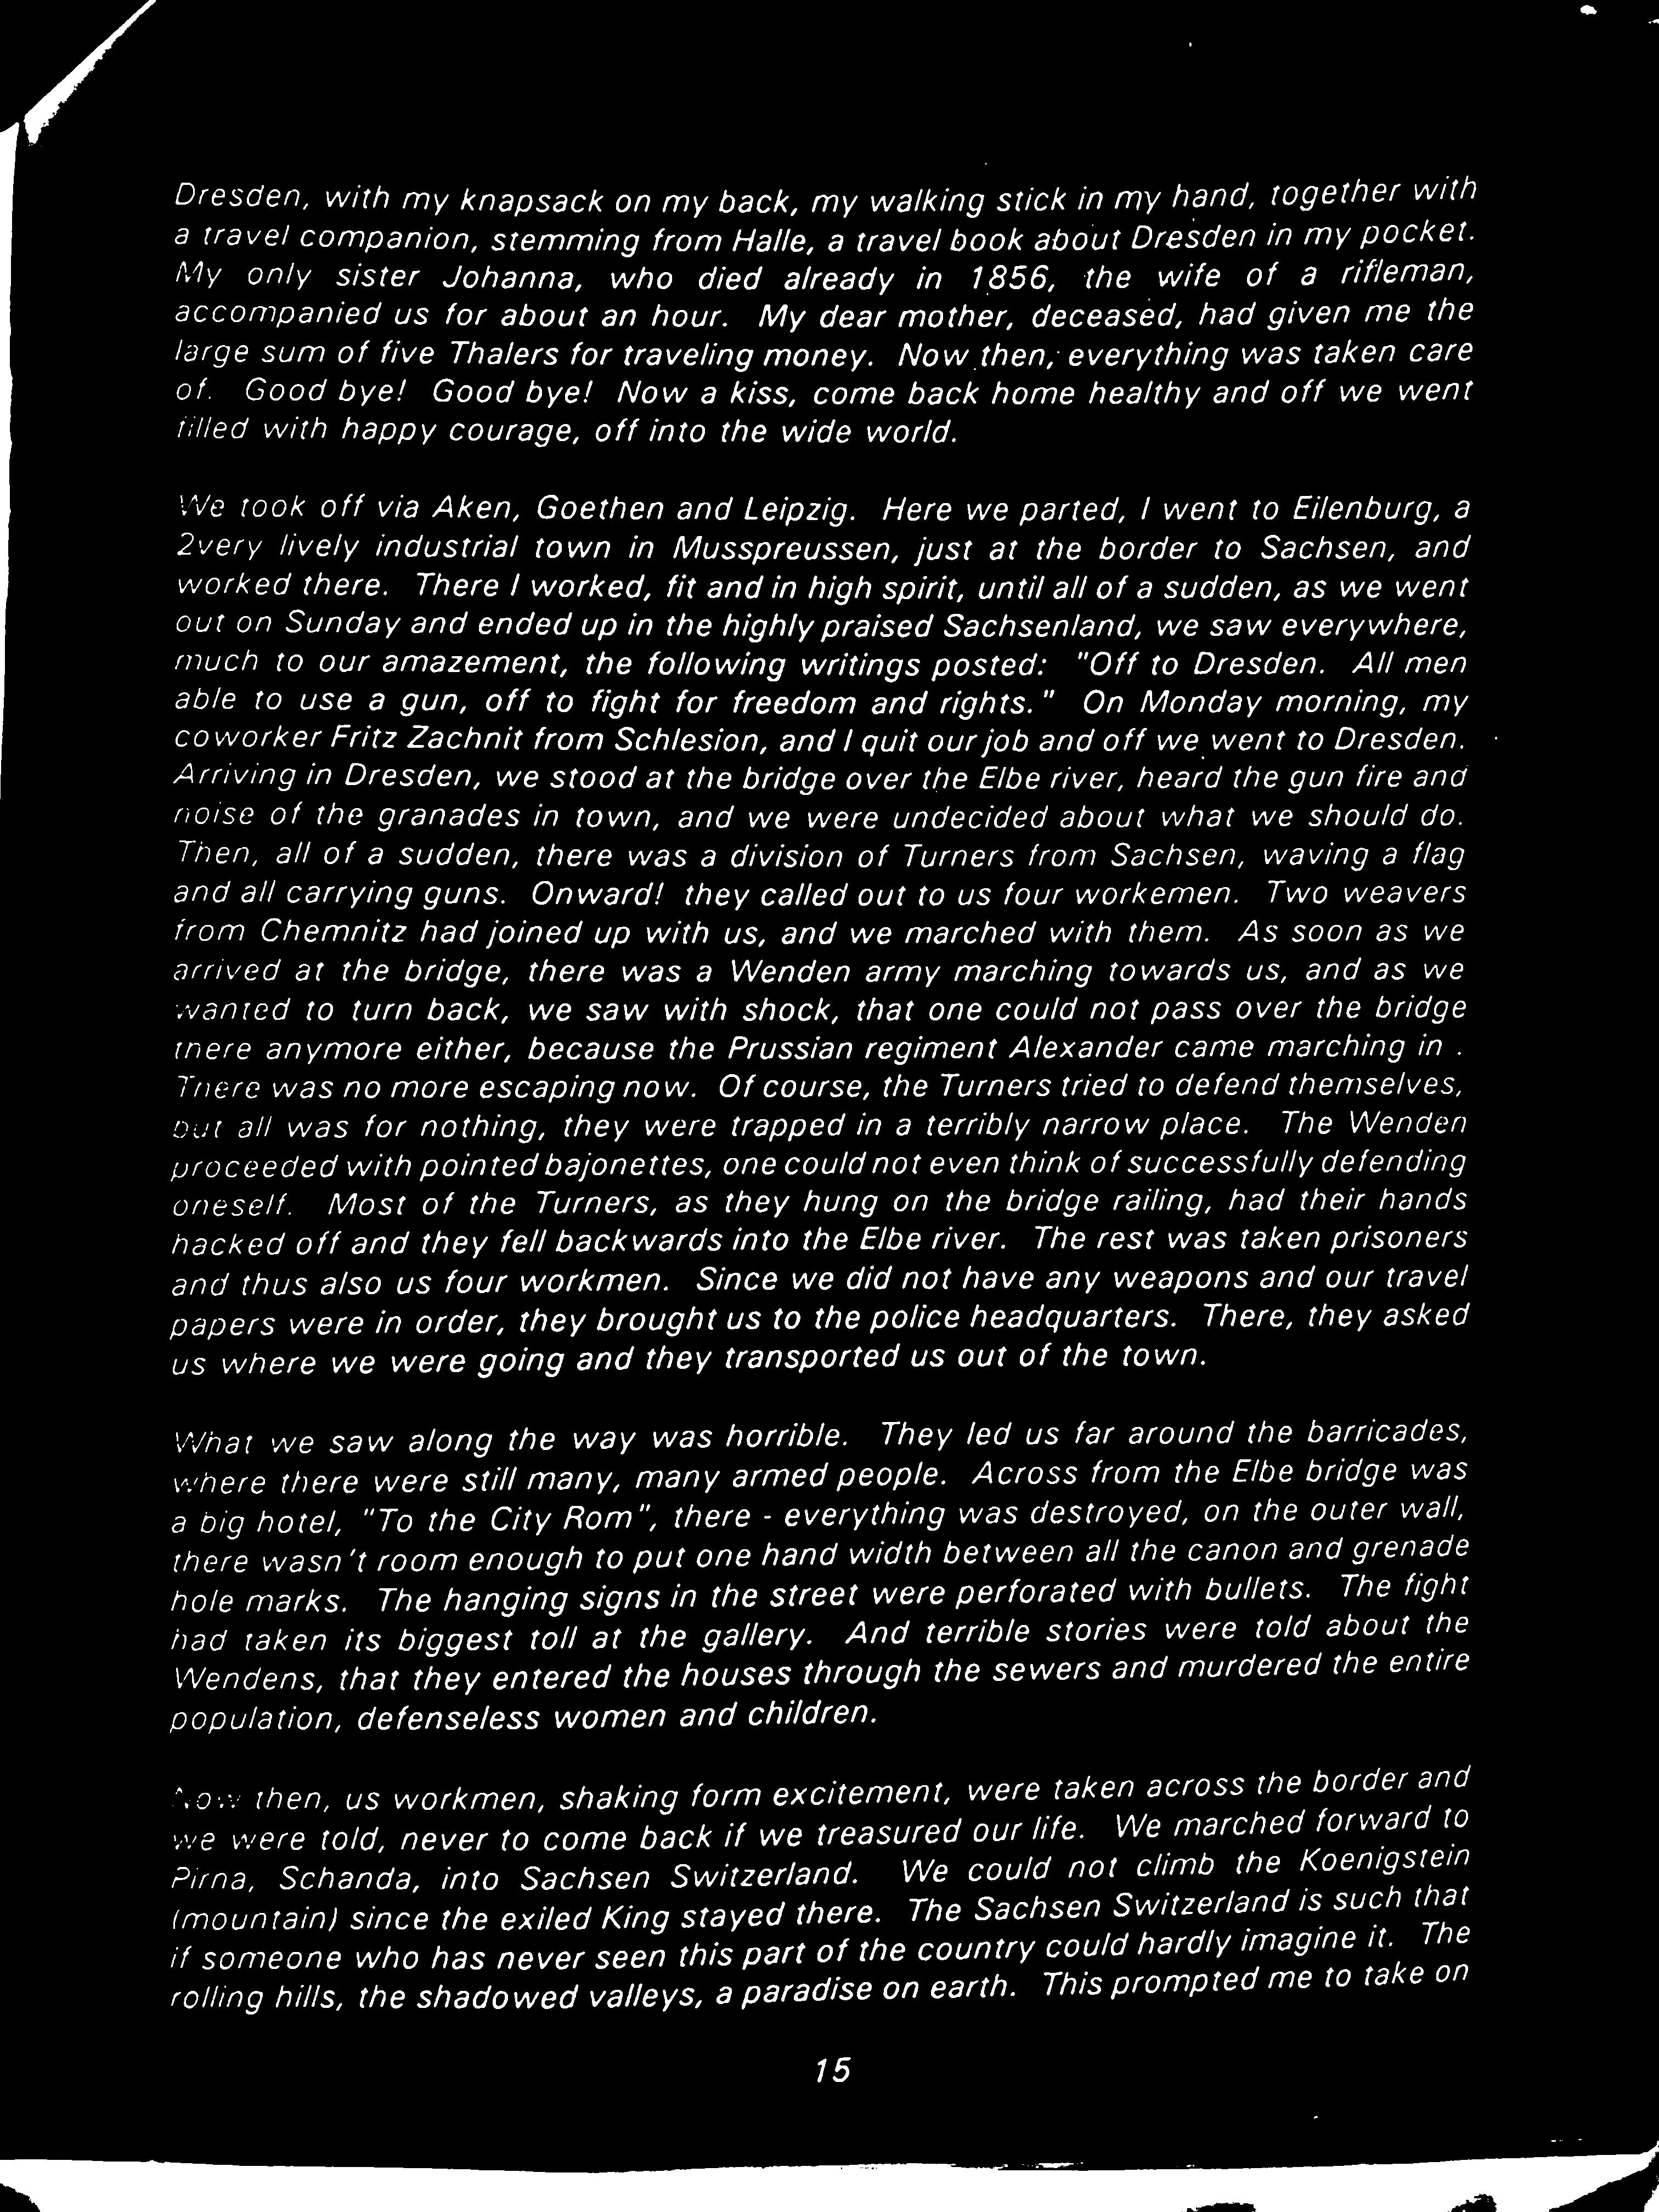 Dresden, with my knapsack on my back, my walking stick in my hand, together with
a travel companion, stemming from Halle, a travel book about Dresden in my pocket.
My only sister Johanna, who died already in 1856, the wife of a rifleman,
accompanied us for about an hour. My dear mother, deceased, had given me the
large sum of five Thalers for traveling money. Now then, everything was taken care
of. Good bye! Good bye! Now a kiss, come back home healthy and off we went
filled with happy courage, off into the wide world.

We took off via Aken, Goethen and Leipzig. Here we parted, I went to Eilenburg, a
2very lively industrial town in Musspreussen, just at the border to Sachsen, and
worked there. There I worked, fit and in high spirit, until all of a sudden, as we went
out on Sunday and ended up in the highly praised Sachsenland, we saw everywhere,
much to our amazement, the following writings posted: "Off to Dresden. All men
able to use a gun, off to fight for freedom and rights." On Monday morning, my
coworker Fritz Zachnit from Schlesion, and I quit our job and off we went to Dresden.
Arriving in Dresden, we stood at the bridge over the Elbe river, heard the gun fire and
noise of the granades in town, and we were undecided about what we should do.
Then, all of a sudden, there was a division of Turners from Sachsen, waving a flag
and all carrying guns. Onward! they called out to us four workemen. Two weavers
from Chemnitz had joined up with us, and we marched with them. As soon as we
arrived at the bridge, there was a Wenden army marching towards us, and as we
wanted to turn back, we saw with shock, that one could not pass over the bridge
there anymore either, because the Prussian regiment Alexander came marching in .
There was no more escaping now. Of course, the Turners tried to defend themselves,
but all was for nothing, they were trapped in a terribly narrow place. The Wenden
proceeded with pointed bajonettes, one could not even think of successfully defending
oneself. Most of the Turners, as they hung on the bridge railing, had their hands
hacked off and they fell backwards into the Elbe river. The rest was taken prisoners
and thus also us four workmen. Since we did not have any weapons and our travel
papers were in order, they brought us to the police headquarters. There, they asked
us where we were going and they transported us out of the town.

What we saw along the way was horrible. They led us far around the barricades,
where there were still many, many armed people. Across from the Elbe bridge was
a big hotel, "To the City Rom", there - everything was destroyed, on the outer wall,
there wasn't room enough to put one hand width between all the canon and grenade
hole marks. The hanging signs in the street were perforated with bullets. The fight
had taken its biggest toll at the gallery. And terrible stories were told about the
Wendens, that they entered the houses through the sewers and murdered the entire
population, defenseless women and children.

Now then, us workmen, shaking form excitement, were taken across the border and
we were told, never to come back if we treasured our life. We marched forward to
Pirna, Schanda, into Sachsen Switzerland. We could not climb the Koenigstein
(mountain) since the exiled King stayed there. The Sachsen Switzerland is such that
if someone who has never seen this part of the country could hardly imagine it. The
rolling hills, the shadowed valleys, a paradise on earth. This prompted me to take on

15